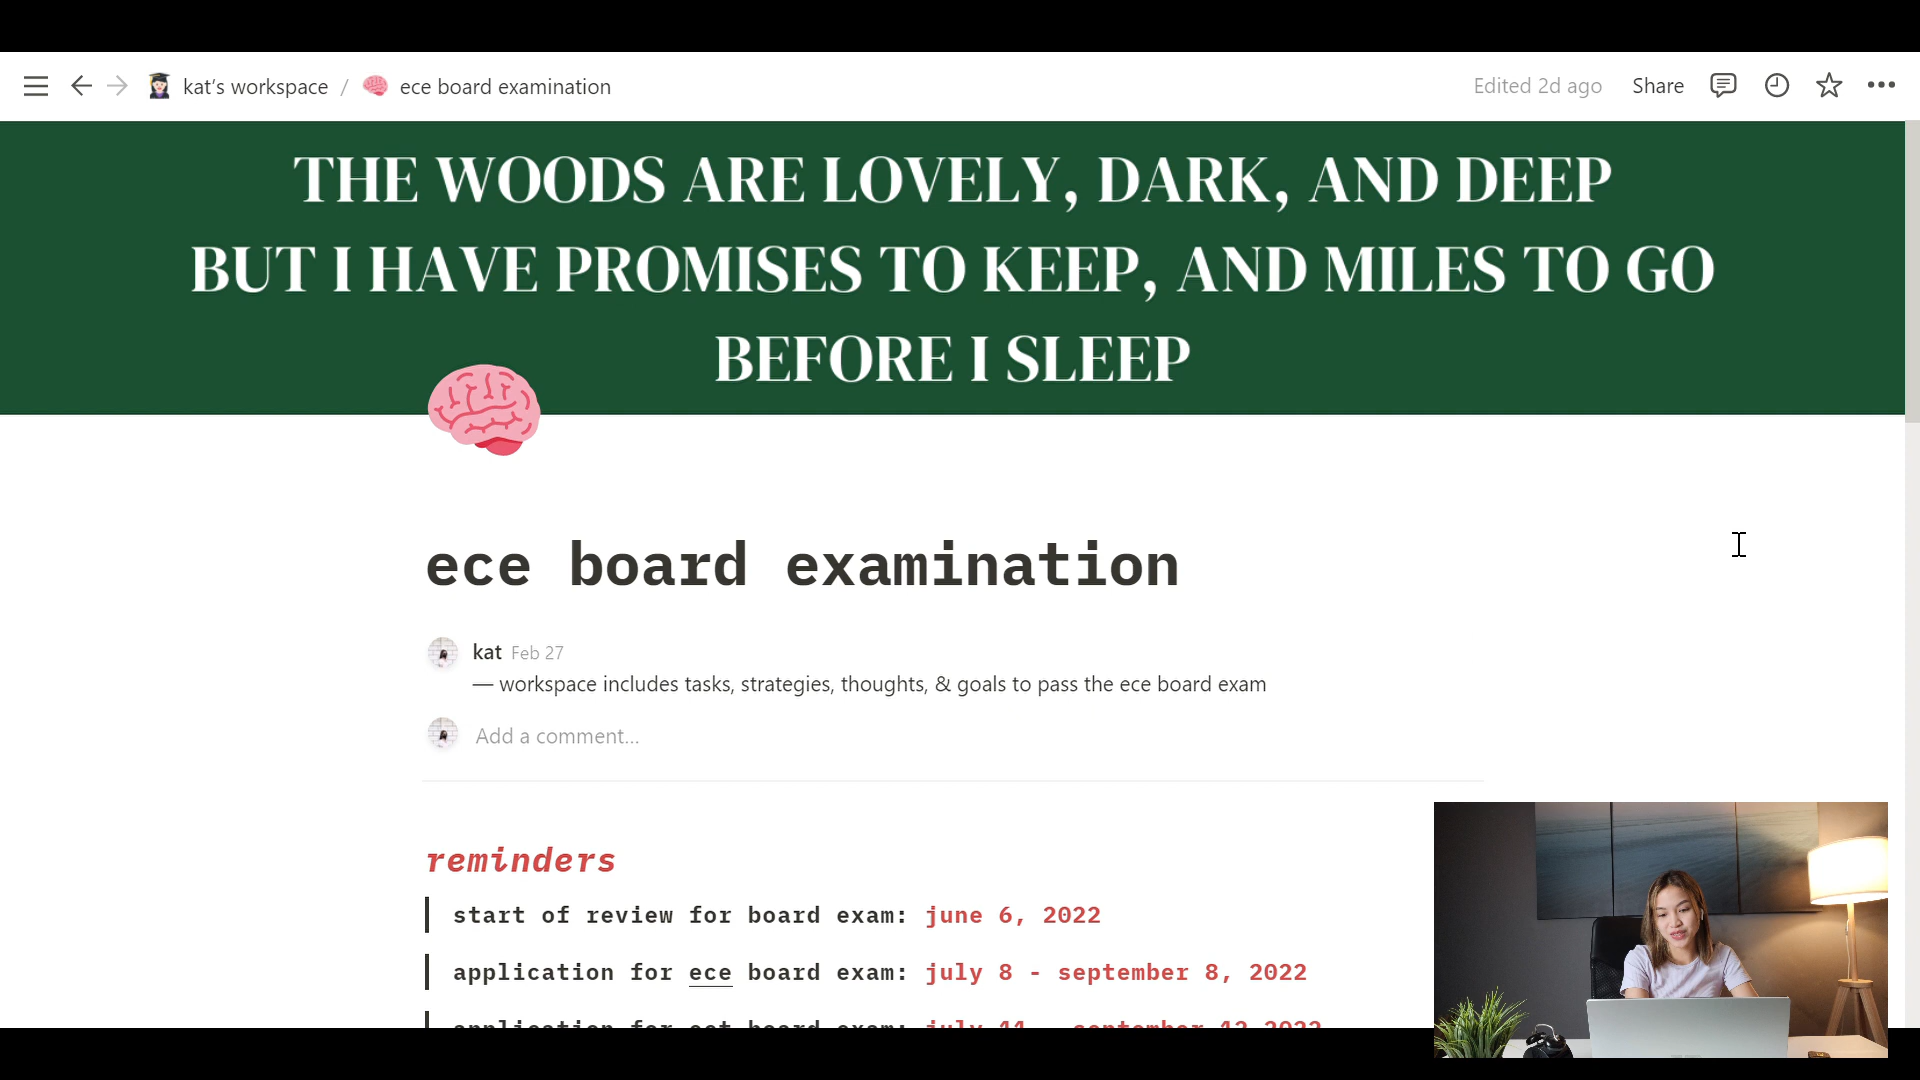 kat's workspace / ece board examination
Edited 2d ago Share
THE WOODS ARE LOVELY, DARK, AND DEEP
BUT I HAVE PROMISES TO KEEP, AND MILES TO GO
BEFORE I SLEEP
ece board examination
kat Feb 27
— workspace includes tasks, strategies, thoughts, & goals to pass the ece board exam
Add a comment...
reminders
start of review for board exam: june 6, 2022
application for ece board exam: july 8 - september 8, 2022
application for ect board exam: july 11 - september 12 2022